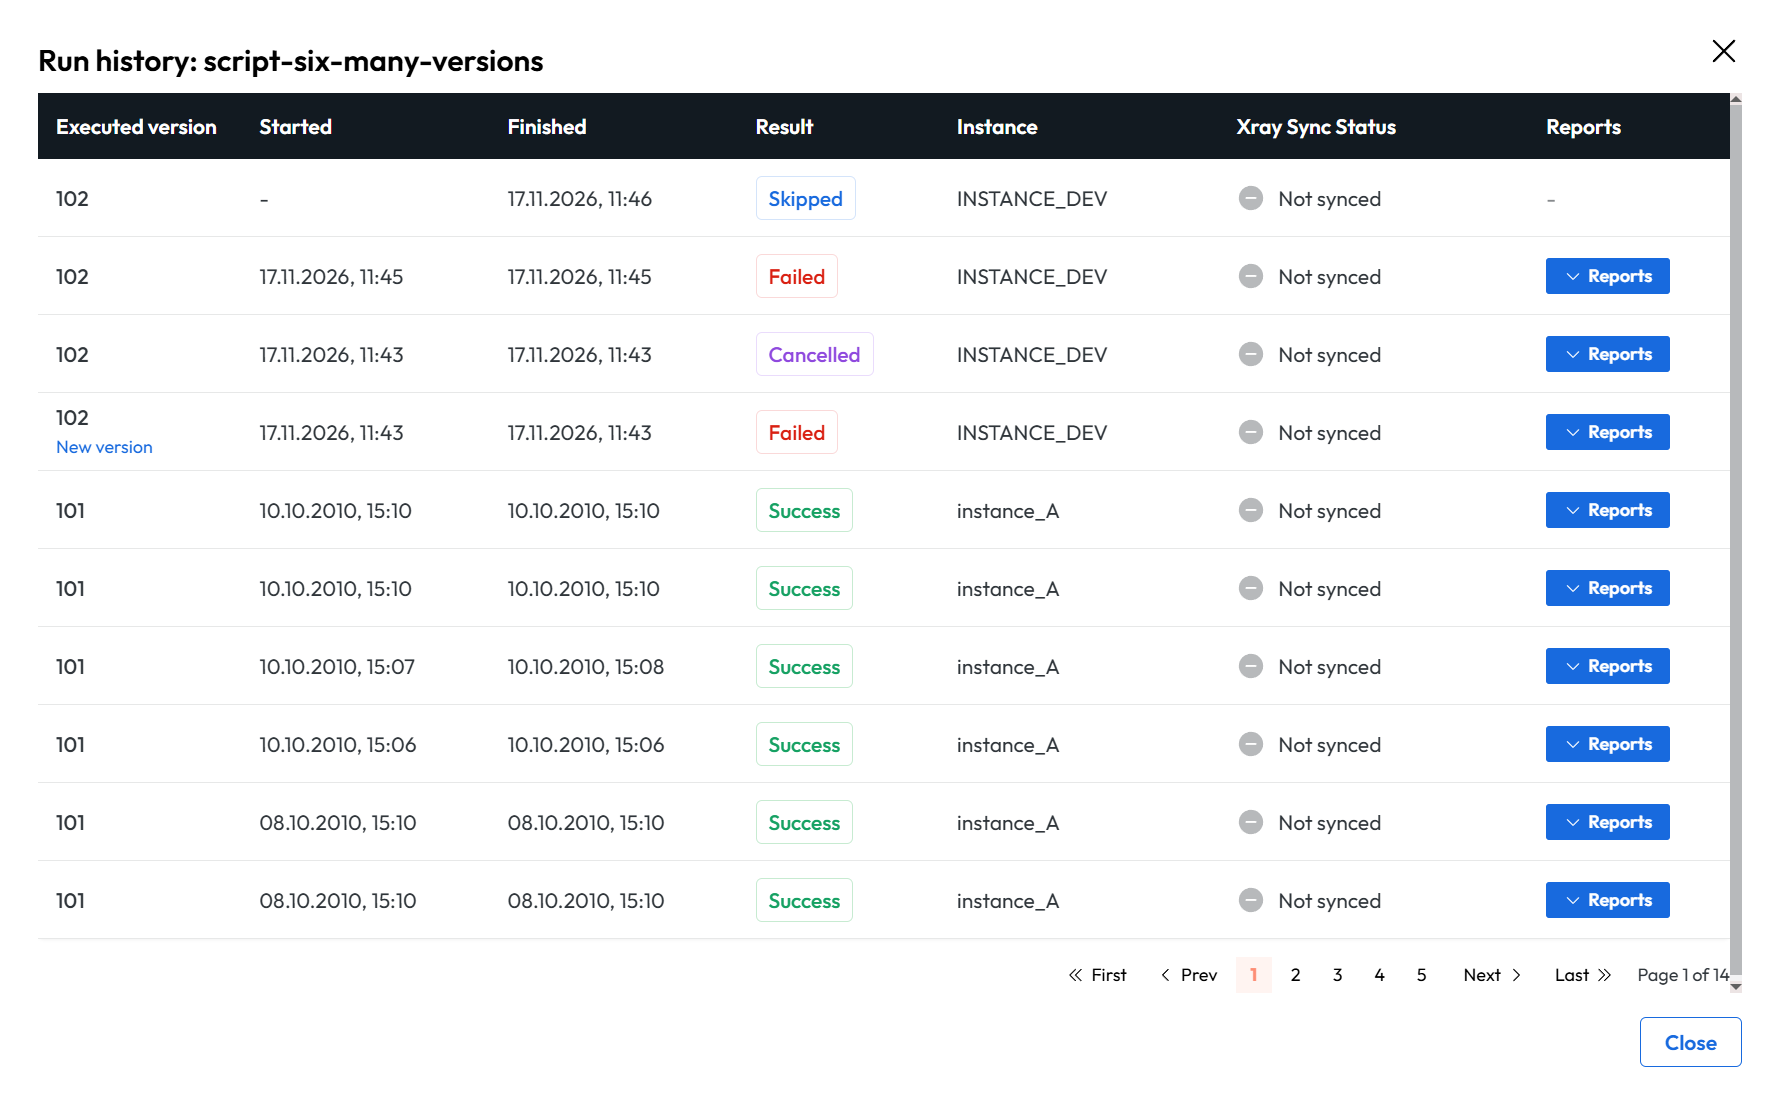 Run history: script-six-many-versions
Executed version Started Finished Result Instance Xray Sync Status Reports
102 - 17.11.2026, 11:46 Skipped INSTANCE_DEV Not synced -
102 17.11.2026, 11:45 17.11.2026, 11:45 Failed INSTANCE_DEV Not synced Reports
102 17.11.2026, 11:43 17.11.2026, 11:43 Cancelled INSTANCE_DEV Not synced Reports
102
New version
17.11.2026, 11:43 17.11.2026, 11:43 Failed INSTANCE_DEV Not synced Reports
101 10.10.2010, 15:10 10.10.2010, 15:10 Success instance_A Not synced Reports
101 10.10.2010, 15:10 10.10.2010, 15:10 Success instance_A Not synced Reports
101 10.10.2010, 15:07 10.10.2010, 15:08 Success instance_A Not synced Reports
101 10.10.2010, 15:06 10.10.2010, 15:06 Success instance_A Not synced Reports
101 08.10.2010, 15:10 08.10.2010, 15:10 Success instance_A Not synced Reports
101 08.10.2010, 15:10 08.10.2010, 15:10 Success instance_A Not synced Reports
First Prev 1 2 3 4 5 Next Last Page 1 of 14
Close